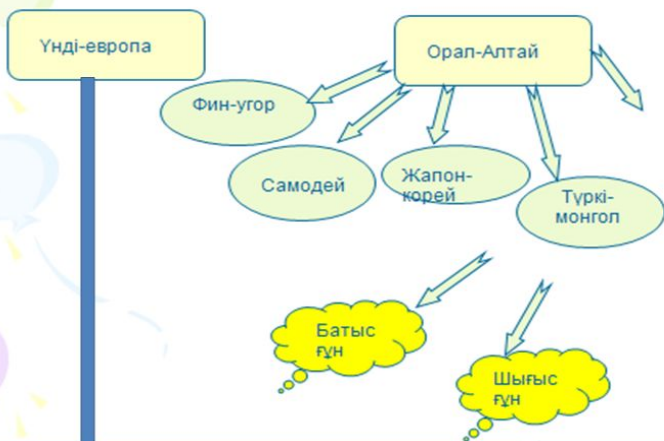 Үнді-европа
Орал-Алтай
Фин-угор
Самодей
Жапон-
корей
Түркі-
монгол
Батыс
ғұн
Шығыс
ғұн